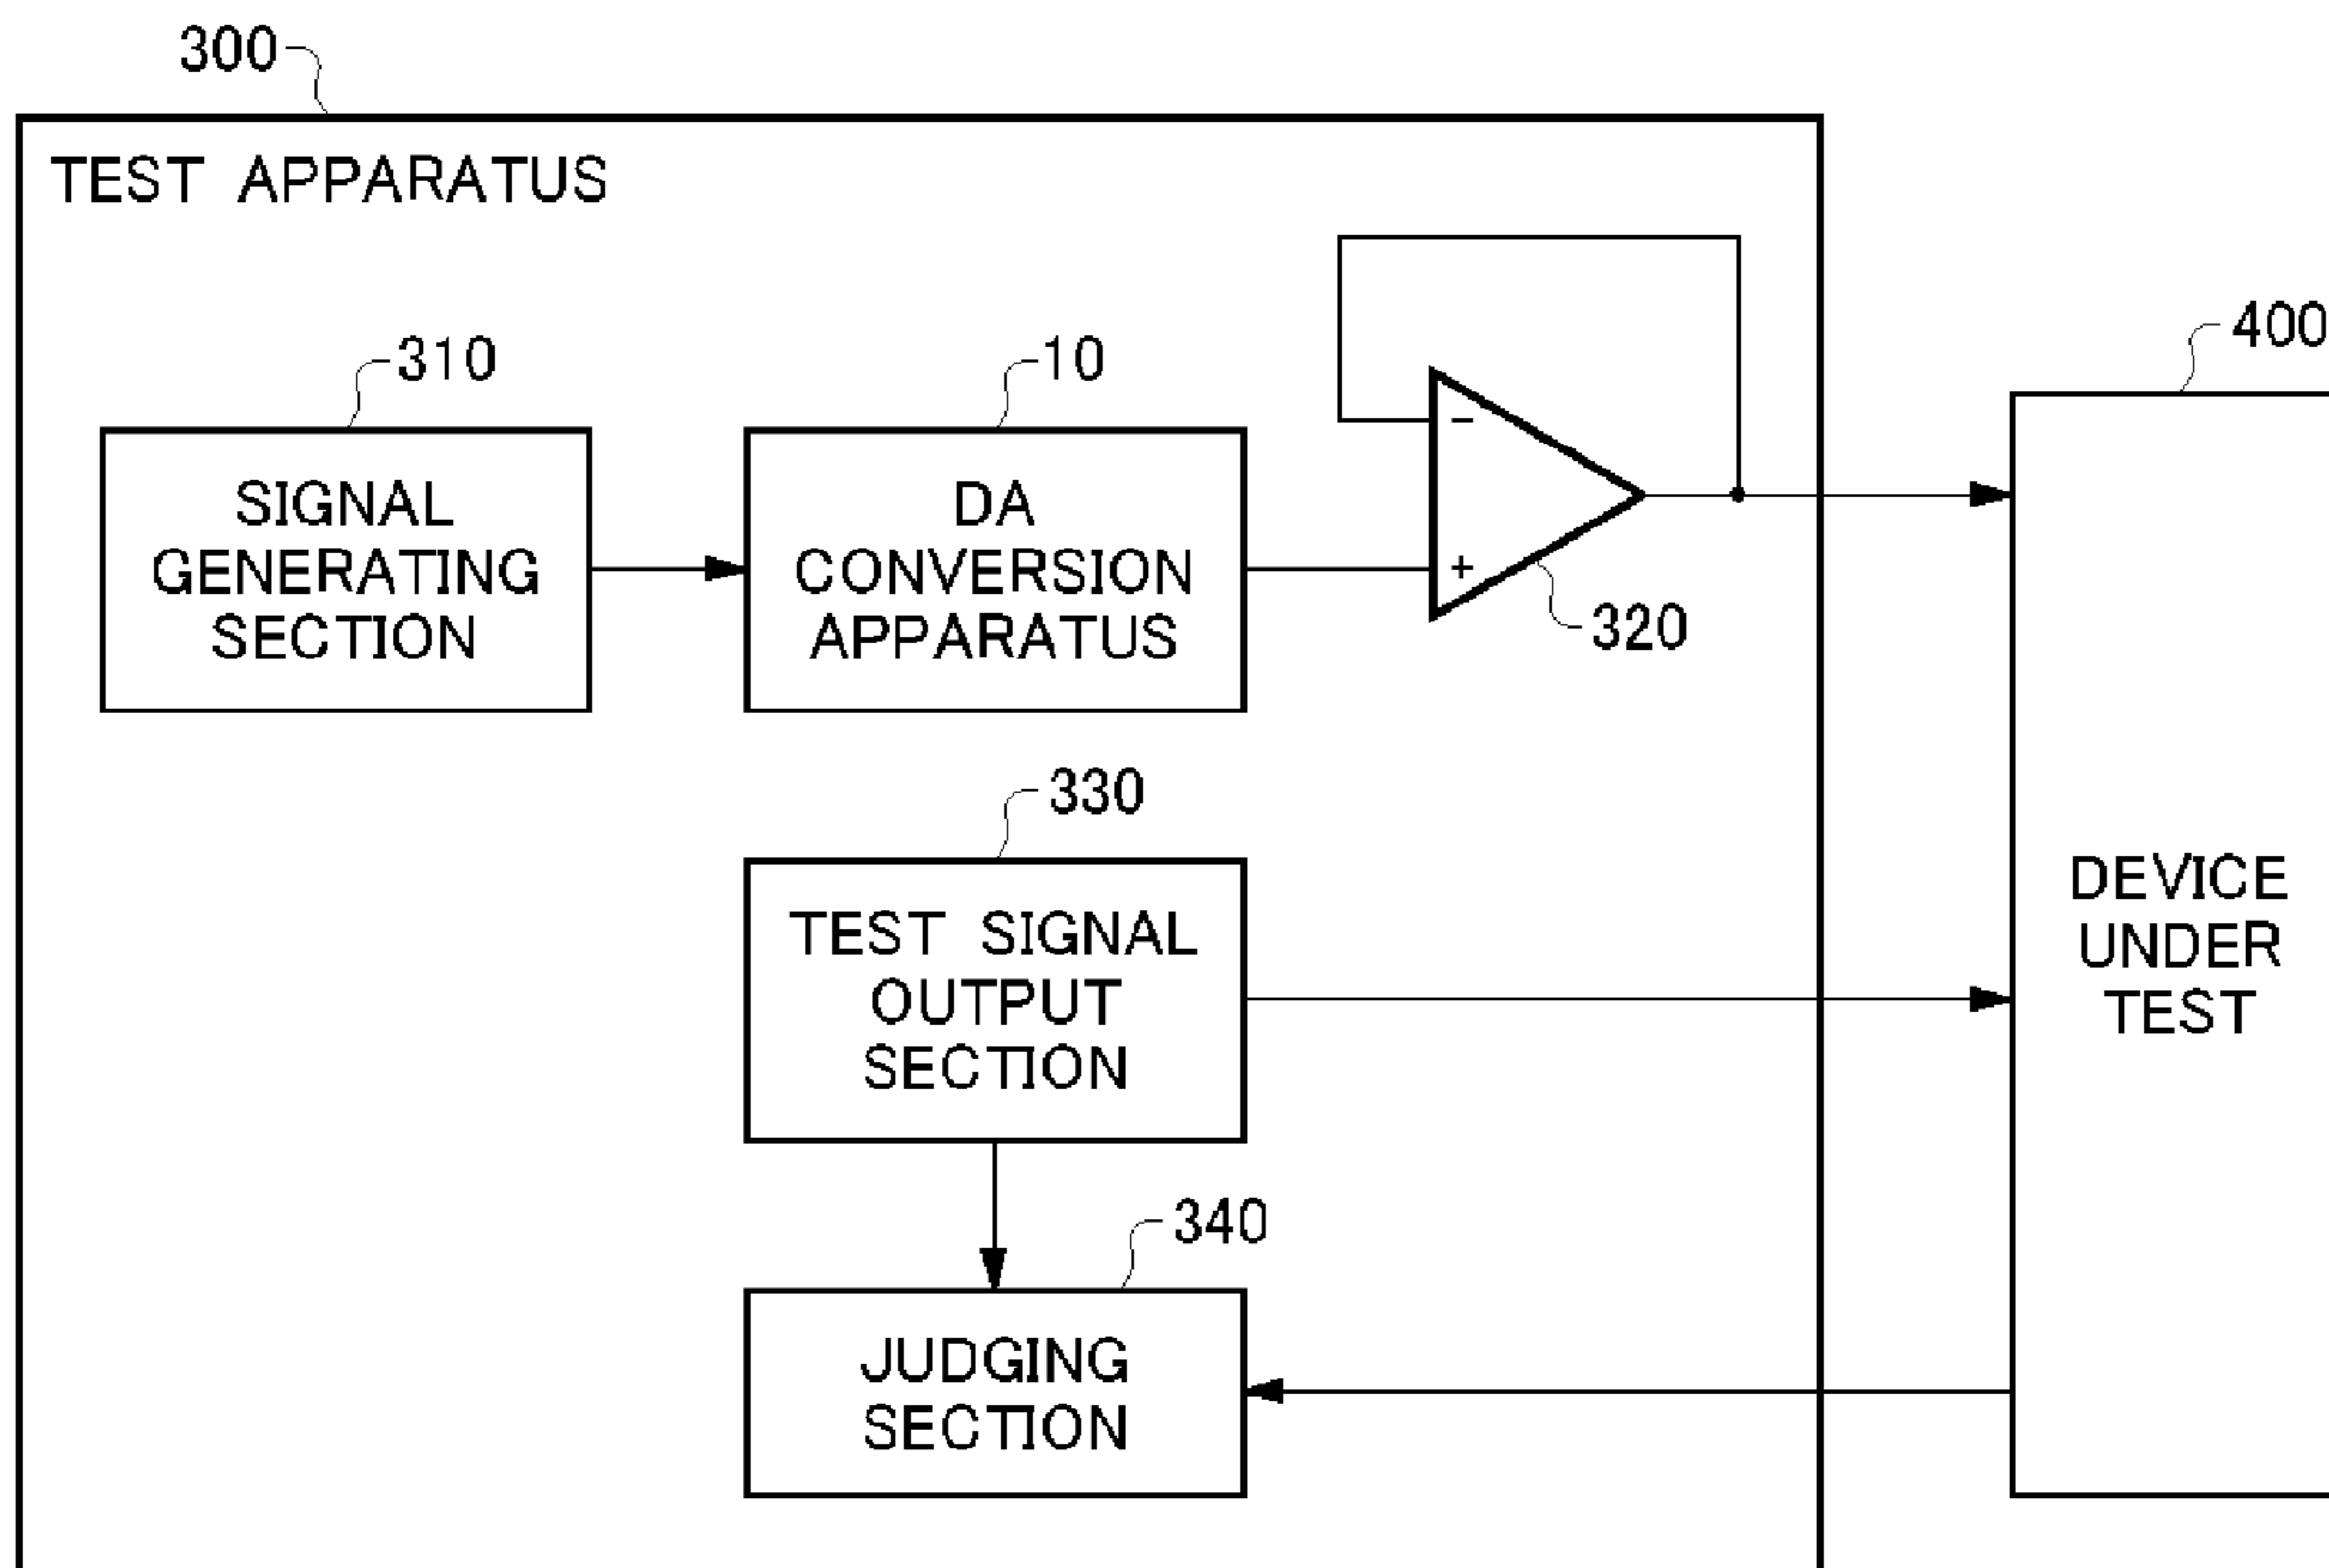 300
TEST APPARATUS
310
SIGNAL
GENERATING
SECTION
10
DA
CONVERSION
APPARATUS
−
+
320
400
DEVICE
UNDER
TEST
330
TEST SIGNAL
OUTPUT
SECTION
340
JUDGING
SECTION